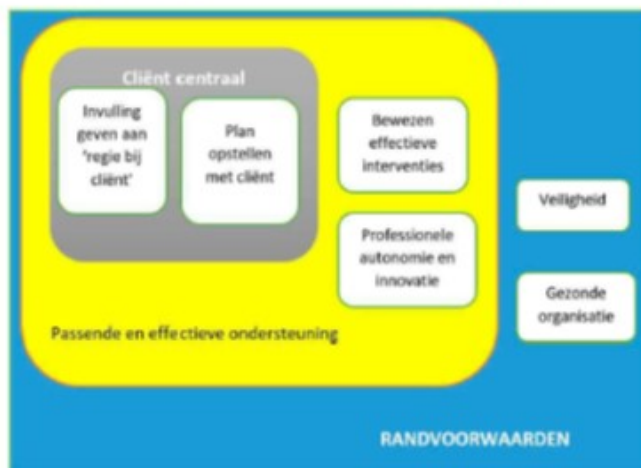 Cliënt centraal
Invulling
geven aan
'regie bij
cliënt'
Plan
opstellen
met cliënt
Bewezen
effectieve
interventies
Professionele
autonomie en
innovatie
Passende en effectieve ondersteuning
Veiligheid
Gezonde
organisatie
RANDVOORWAARDEN